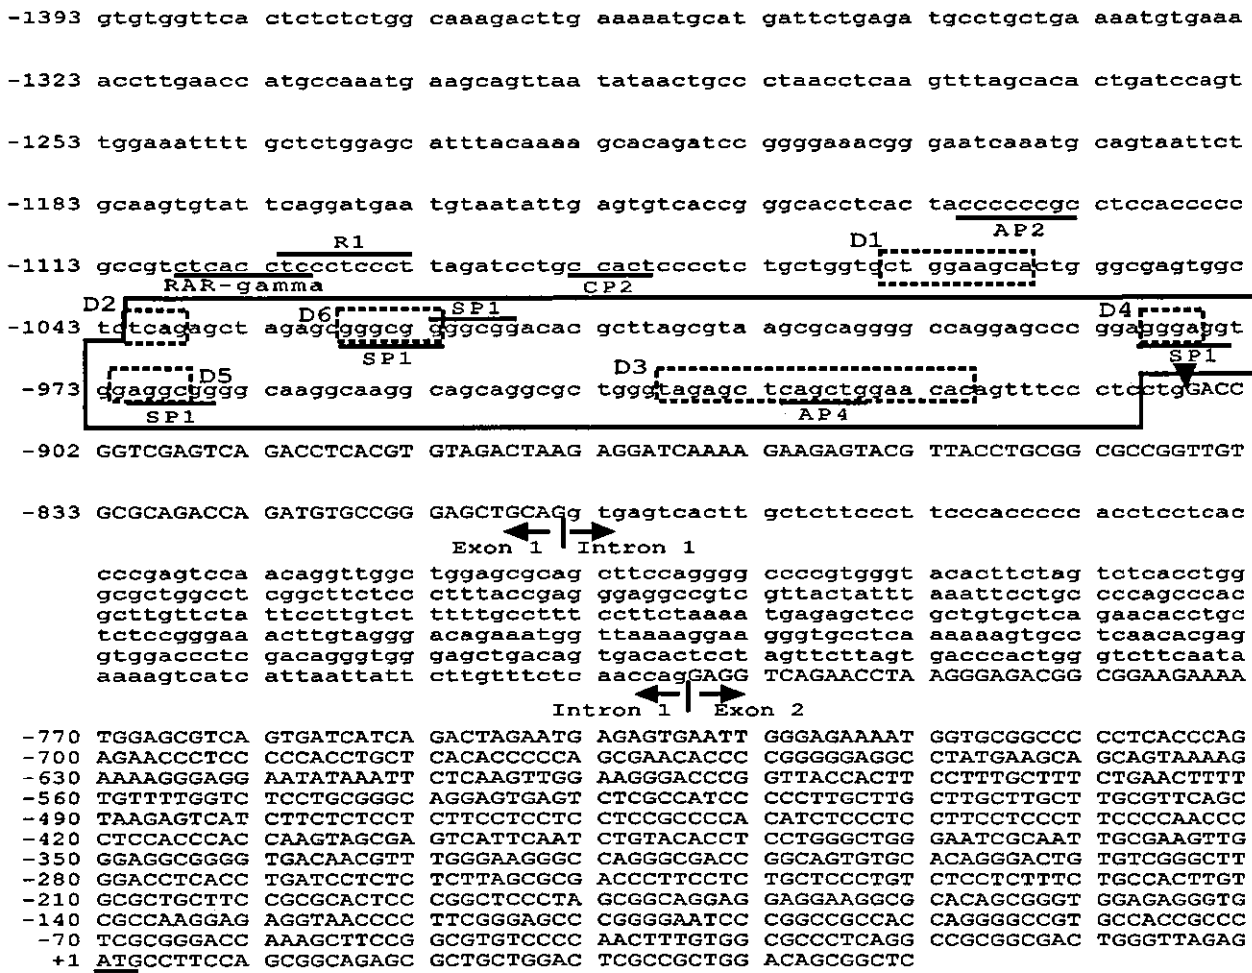 -1393 gtgtggttca ctctctctgg caaagacttg aaaaatgcat gattctgaga tgcctgctga aaatgtgaaa
-1323 accttgaacc atgccaaatg aagcagttaa tataactgcc ctaacctcaa gtttagcaca ctgatccagt
-1253 tggaaatttt gctctggagc atttacaaaa gcacagatcc ggggaaacgg gaatcaaatg cagtaattct
-1183 gcaagtgtat tcaggatgaa tgtaatattg agtgtcaccg ggcacctcac tacccccсgc ctccaccccc
AP2
R1
D1
-1113 gccgtctcac ctccctccct tagatcctgc cactcccctc tgctggtgct ggaagcactg ggcgagtggc
RAR-gamma
CP2
D2
SP1
D6
D4
-1043 tctcagagct agagcgggcg gggcggacac gcttagcgta agcgcagggg ccaggagccc ggagggaggt
SP1
SP1
D5
D3
-973 cgaggcgggg caaggcaagg cagcaggcgc tgggtagagc tcagctggaa cacagtttcc ctccctgGACC
SP1
AP4
-902 GGTCGAGTCA GACCTCACGT GTAGACTAAG AGGATCAAAA GAAGAGTACG TTACCTGCGG CGCCGGTTGT
-833 GCGCAGACCA GATGTGCCGG GAGCTGCAGg tgagtcactt gctcttccct tcccaccccc acctcctcac
Exon 1 Intron 1
cccgagtcca acaggttggc tggagcgcag cttccagggg ccccgtgggt acacttctag tctcacctgg
gcgctggcct cggcttctcc ctttaccgag ggaggccgtc gttactattt aaattcctgc cccagcccac
gcttgttcta ttccttgtct ttttgccttt ccttctaaaa tgagagctcc gctgtgctca gaacacctgc
tctccgggaa acttgtaggg acagaaatgg ttaaaaggaa gggtgcctca aaaaagtgcc tcaacacgag
gtggaccctc gacagggtgg gagctgacag tgacactcct agttcttagt gacccactgg gtcttcaata
aaaagtcatc attaattatt cttgtttctc aaccagGAGG TCAGAACCTA AGGGAGACGG CGGAAGAAAA
Intron 1 Exon 2
-770 TGGAGCGTCA GTGATCATCA GACTAGAATG AGAGTGAATT GGGAGAAAAT GGTGCGGCCC CCTCACCCAG
-700 AGAACCCTCC CCCACCTGCT CACACCCCCA GCGAACACCC CGGGGGAGGC CTATGAAGCA GCAGTAAAAG
-630 AAAAGGGAGG AATATAAATT CTCAAGTTGG AAGGGACCCG GGTTACCACTT CCTTTGCTTT CTGAACTTTT
-560 TGTTTTGGTC TCCTGCGGGC AGGAGTGAGT CTCGCCATCC CCCTTGCTTG CTTGCTTGCT TGCGTTCAGC
-490 TAAGAGTCAT CTTCTCTCCT CTTCCTCCTC CTCCGCCCCA CATCTCCCTC CTTCCTCCCT TCCCCAACCC
-420 CTCCACCCAC CAAGTAGCGA GTCATTCAAT CTGTACACCT CCTGGGCTGG GAATCGCAAT TGCGAAGTTG
-350 GGAGGCGGGG TGACAACGTT TGGGAAGGGC CAGGGCGACC GGCAGTGTGC ACAGGGACTG TGTCGGGCTT
-280 GGACCTCACC TGATCCTCTC TCTTAGCGCG ACCCTTCCTC TGCTCCCTGT CTCCTCTTTC TGCCACTTGT
-210 GCGCTGCTTC CGCGCACTCC CGGCTCCCTA GCGGCAGGAG GAGGAAGGCG CACAGCGGGT GGAGAGGGTG
-140 CGCCAAGGAG AGGTAACCCC TTCGGGAGCC CGGGGAATCC CGGCCGCCAC CAGGGGCCGT GCCACCGCCC
-70 TCGCGGGACC AAAGCTTCCG GCGTGTCCCC AACTTTGTGG CGCCCTCAGG CCGCGGCGAC TGGGTTAGAG
+1 ATGCCTTCCA GCGGCAGAGC GCTGCTGGAC TCGCCGCTGG ACAGCGGCTC